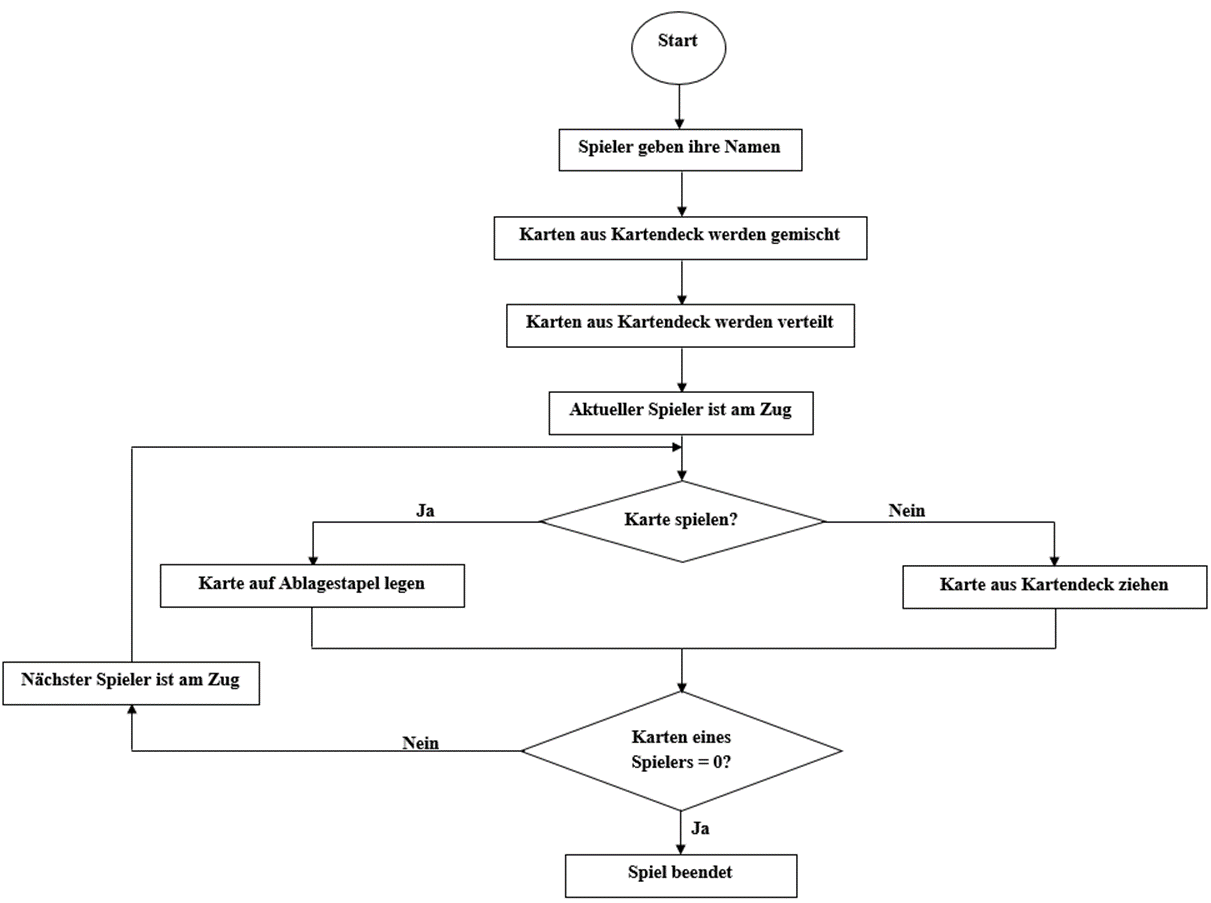 Start
Spieler geben ihre Namen
Karten aus Kartendeck werden gemischt
Karten aus Kartendeck werden verteilt
Aktueller Spieler ist am Zug
Karte spielen?
Ja
Nein
Karte auf Ablagestapel legen
Karte aus Kartendeck ziehen
Nächster Spieler ist am Zug
Karten eines
Spielers = 0?
Nein
Ja
Spiel beendet